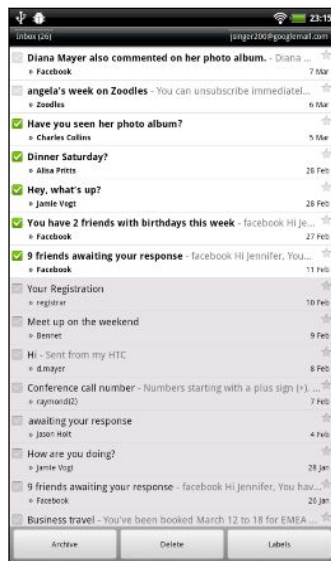 23:15
Inbox (26) jsinger200@googlemail.com
Diana Mayer also commented on her photo album. - Diana ...
» Facebook 7 Mar
angela's week on Zoodles - You can unsubscribe immediatel...
» Zoodles 6 Mar
Have you seen her photo album?
» Charles Collins 5 Mar
Dinner Saturday?
» Alisa Pritts 28 Feb
Hey, what's up?
» Jamie Vogt 28 Feb
You have 2 friends with birthdays this week - facebook Hi Je...
» Facebook 27 Feb
9 friends awaiting your response - facebook Hi Jennifer, You...
» Facebook 11 Feb
Your Registration
» registrar 10 Feb
Meet up on the weekend
» Bennet 9 Feb
Hi - Sent from my HTC
» d.mayer 8 Feb
Conference call number - Numbers starting with a plus sign (+). ...
» raymond(2) 7 Feb
awaiting your response
» Jason Holt 4 Feb
How are you doing?
» Jamie Vogt 28 Jan
9 friends awaiting your response - facebook Hi Jennifer, You hav...
» Facebook 26 Jan
Business travel - You've been booked March 12 to 18 for EMEA ...
Archive Delete Labels